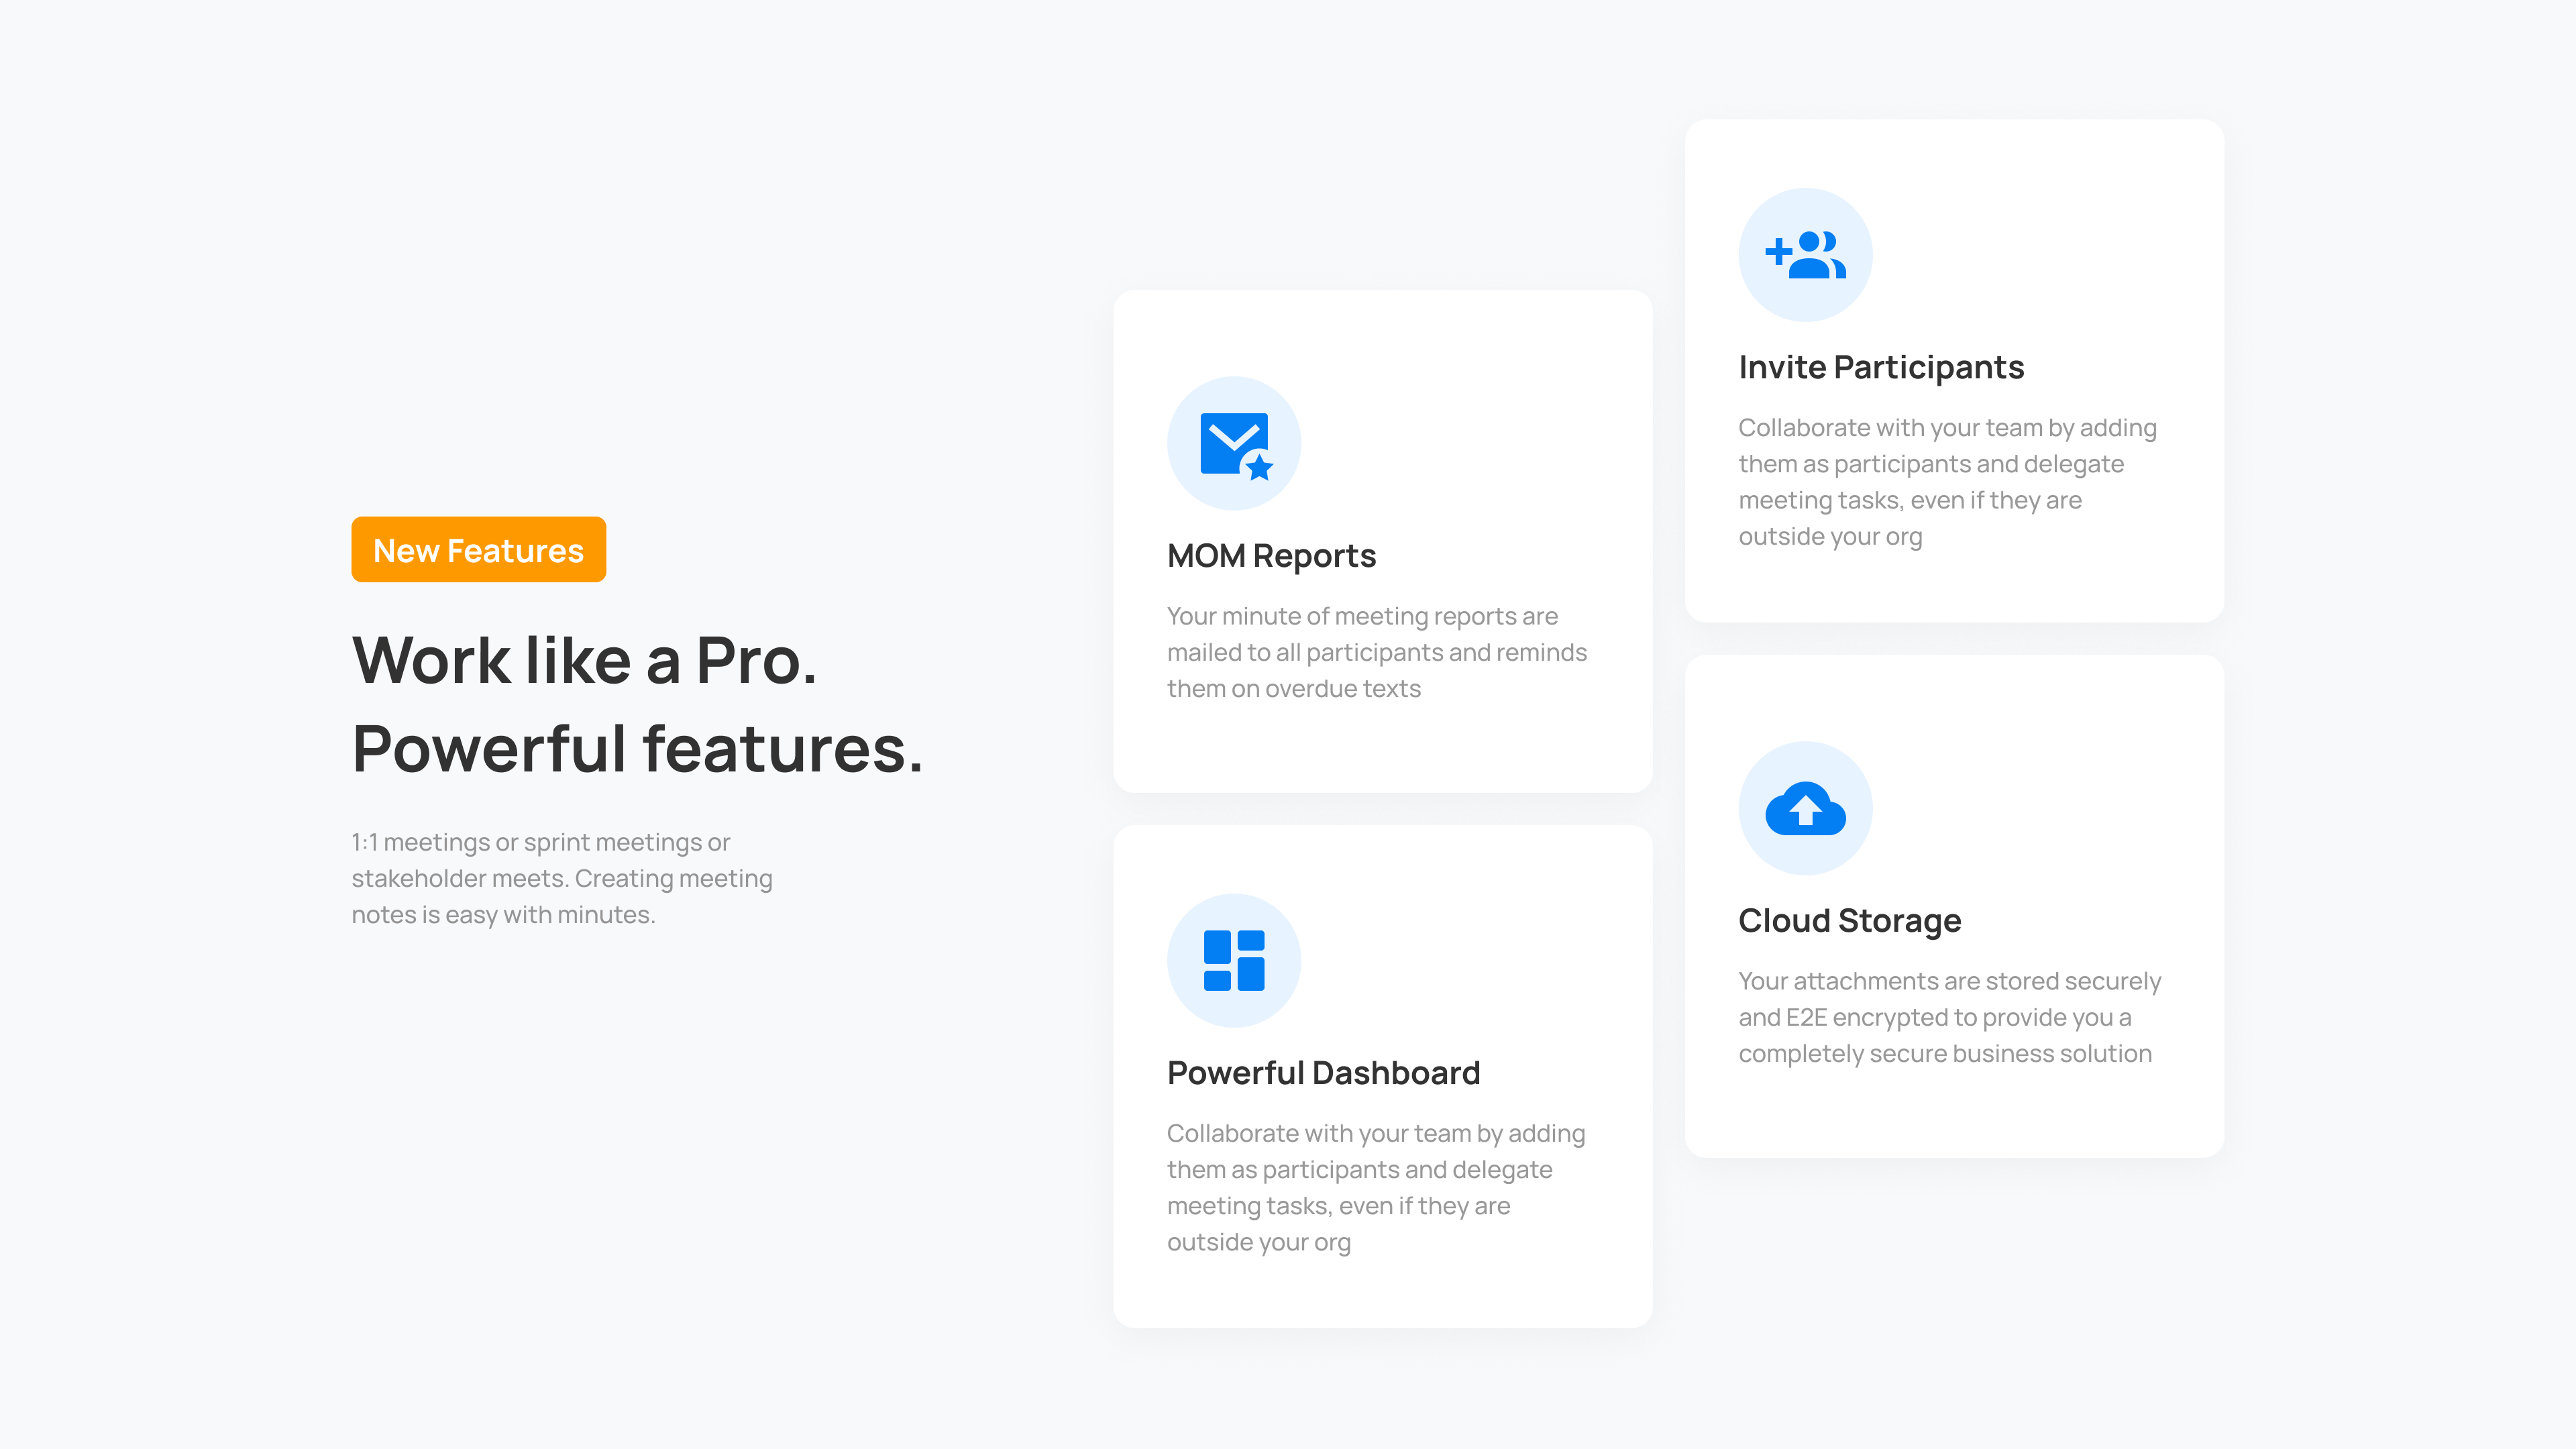 New Features
Work like a Pro.
Powerful features.
1:1 meetings or sprint meetings or
stakeholder meets. Creating meeting
notes is easy with minutes.
MOM Reports
Your minute of meeting reports are
mailed to all participants and reminds
them on overdue texts
Powerful Dashboard
Collaborate with your team by adding
them as participants and delegate
meeting tasks, even if they are
outside your org
Invite Participants
Collaborate with your team by adding
them as participants and delegate
meeting tasks, even if they are
outside your org
Cloud Storage
Your attachments are stored securely
and E2E encrypted to provide you a
completely secure business solution